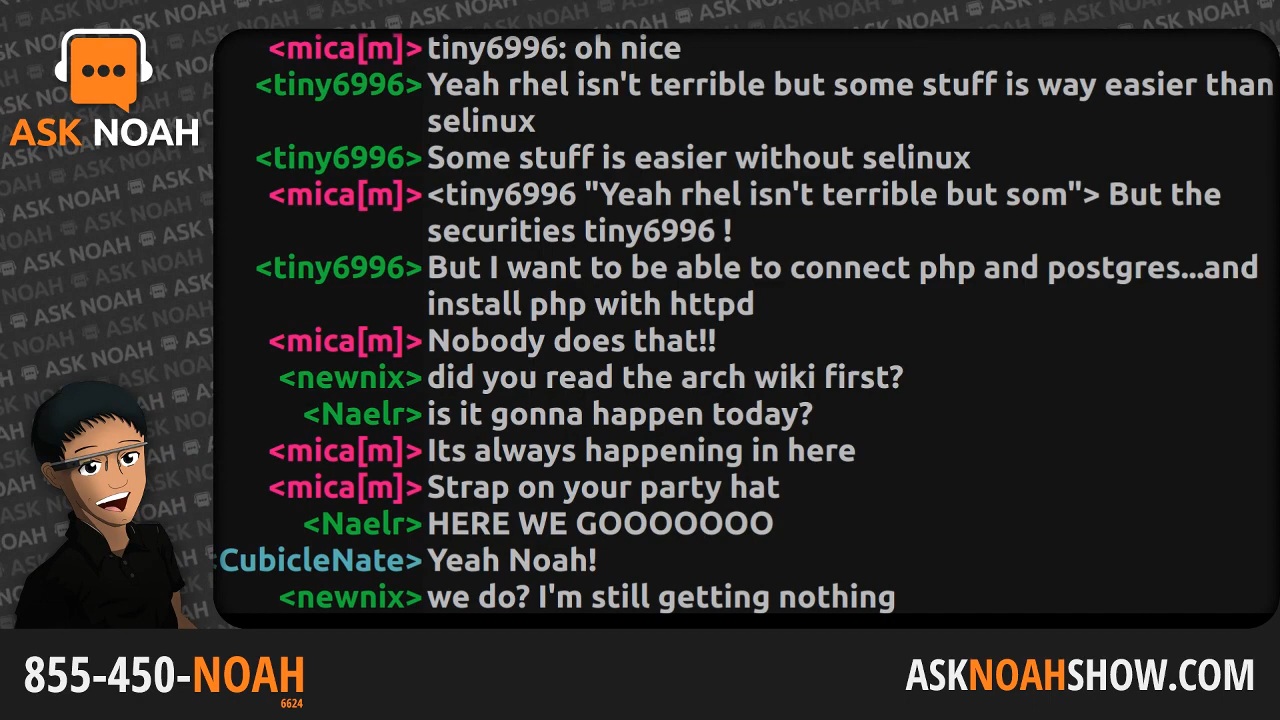 ASK NOAH
<mica[m]> tiny6996: oh nice
<tiny6996> Yeah rhel isn't terrible but some stuff is way easier than
selinux
<tiny6996> Some stuff is easier without selinux
<mica[m]> <tiny6996 "Yeah rhel isn't terrible but som"> But the
securities tiny6996 !
<tiny6996> But I want to be able to connect php and postgres...and
install php with httpd
<mica[m]> Nobody does that!!
<newnix> did you read the arch wiki first?
<Naelr> is it gonna happen today?
<mica[m]> Its always happening in here
<mica[m]> Strap on your party hat
<Naelr> HERE WE GOOOOOOO
CubicleNate> Yeah Noah!
<newnix> we do? I'm still getting nothing
855-450-NOAH
6624
ASKNOAHSHOW.COM